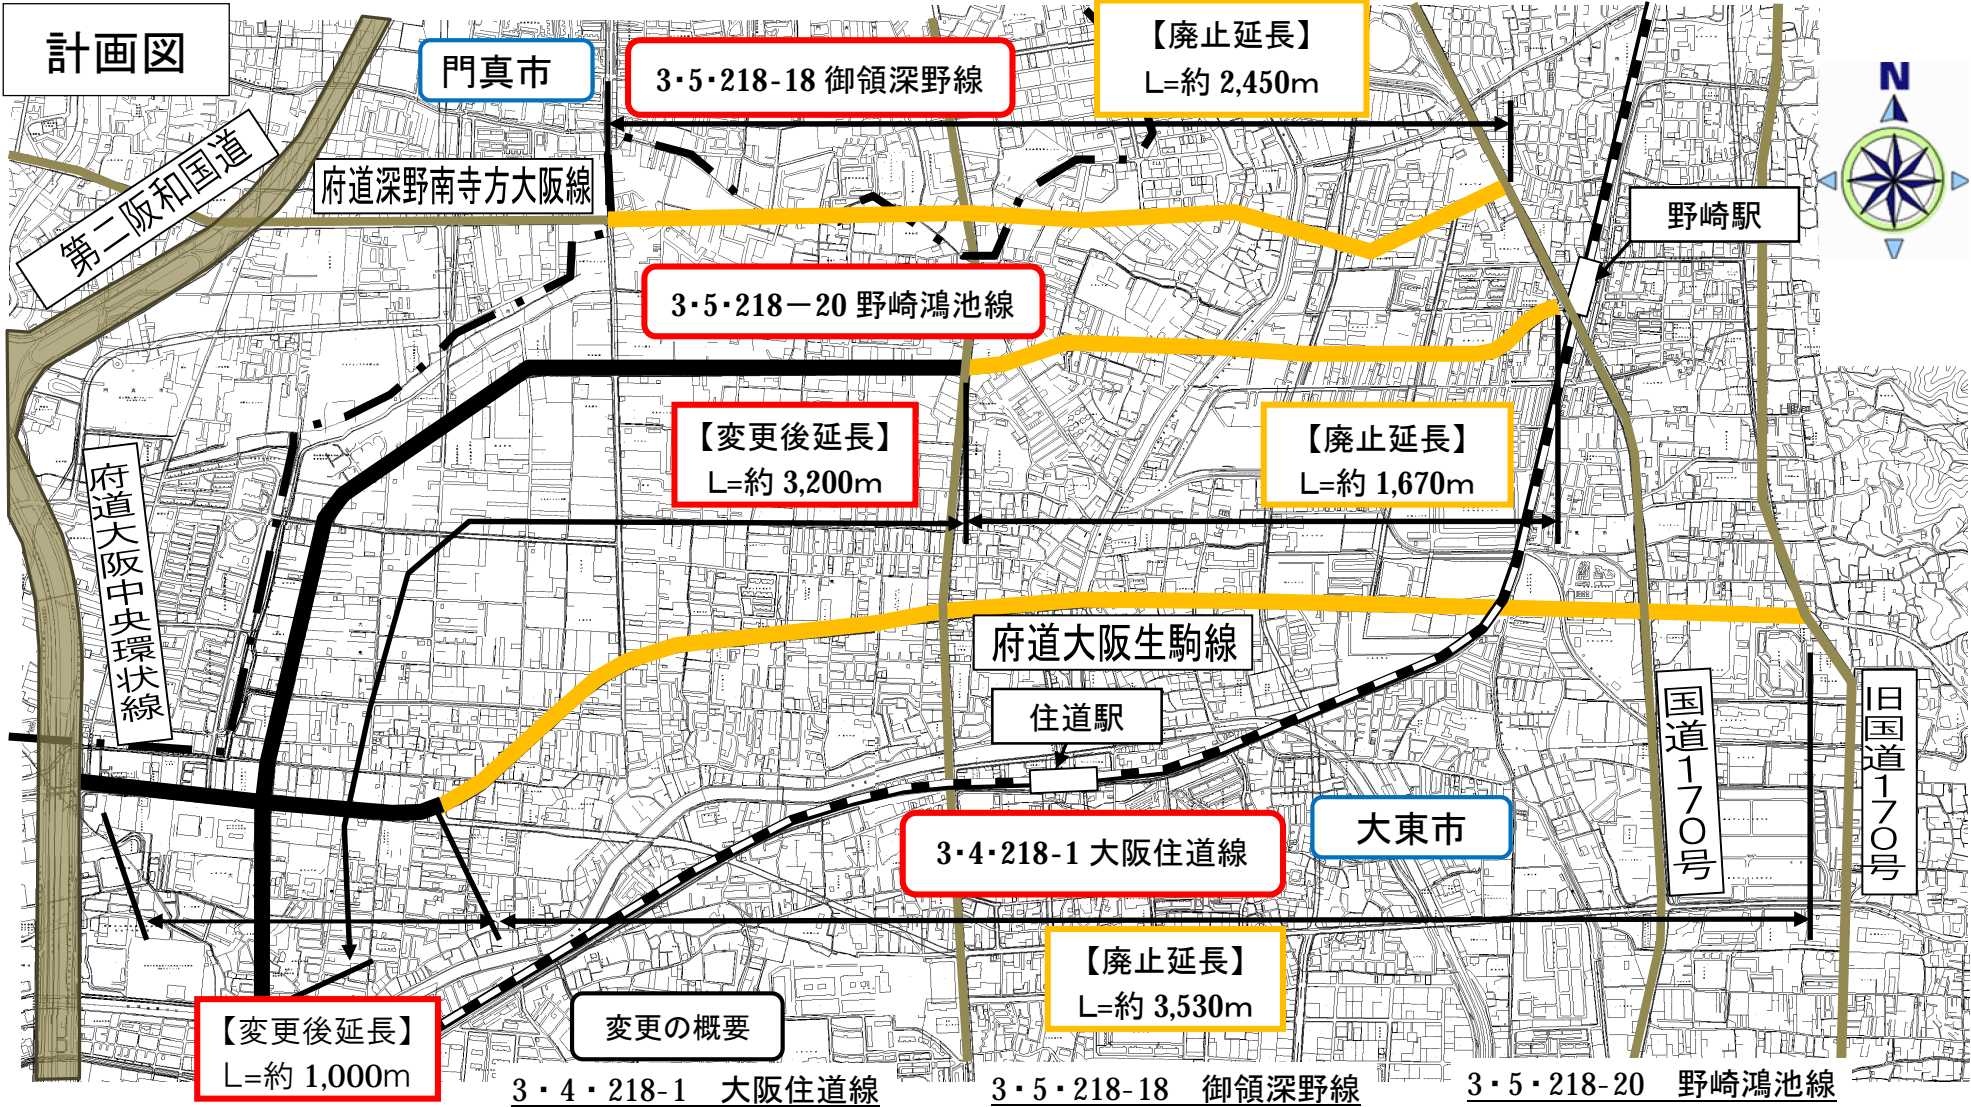 計画図
門真市
3・5・218-18 御領深野線
【廃止延長】
L=約 2,450m
N
第二阪和国道
府道深野南寺方大阪線
野崎駅
3・5・218－20 野崎鴻池線
【変更後延長】
L=約 3,200m
【廃止延長】
L=約 1,670m
府道大阪中央環状線
府道大阪生駒線
住道駅
国道170号
旧国道170号
3・4・218-1 大阪住道線
大東市
【廃止延長】
L=約 3,530m
【変更後延長】
L=約 1,000m
変更の概要
3・4・218-1 大阪住道線
3・5・218-18 御領深野線
3・5・218-20 野崎鴻池線